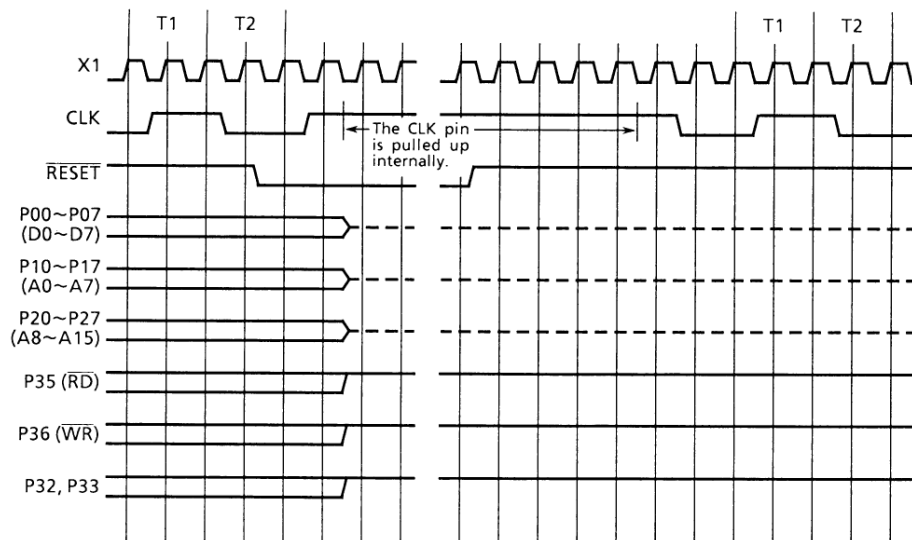 T1 T2 T1 T2
X1
CLK
The CLK pin
is pulled up
internally.
RESET
P00~P07
(D0~D7)
P10~P17
(A0~A7)
P20~P27
(A8~A15)
P35 (RD)
P36 (WR)
P32, P33